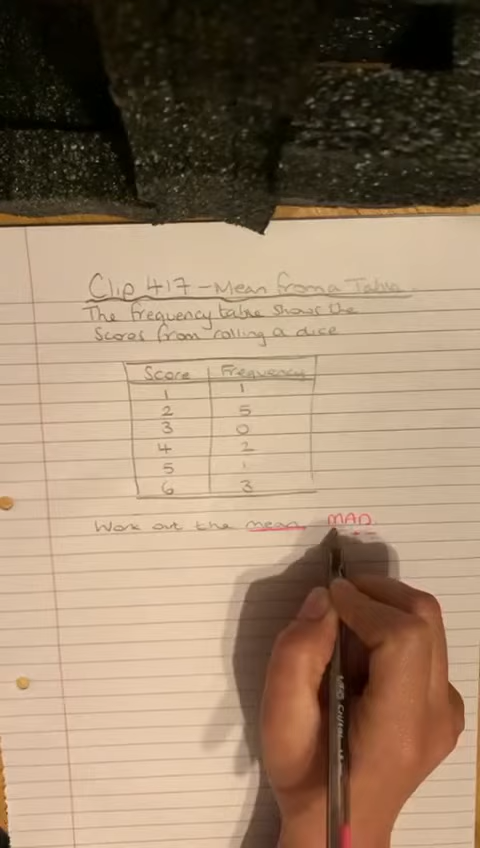 Clip 417 - Mean from a Table
The frequency table shows the
Scores from rolling a dice
Score Frequency
1 1
2 5
3 0
4 2
5 1
6 3
Work out the mean MAD